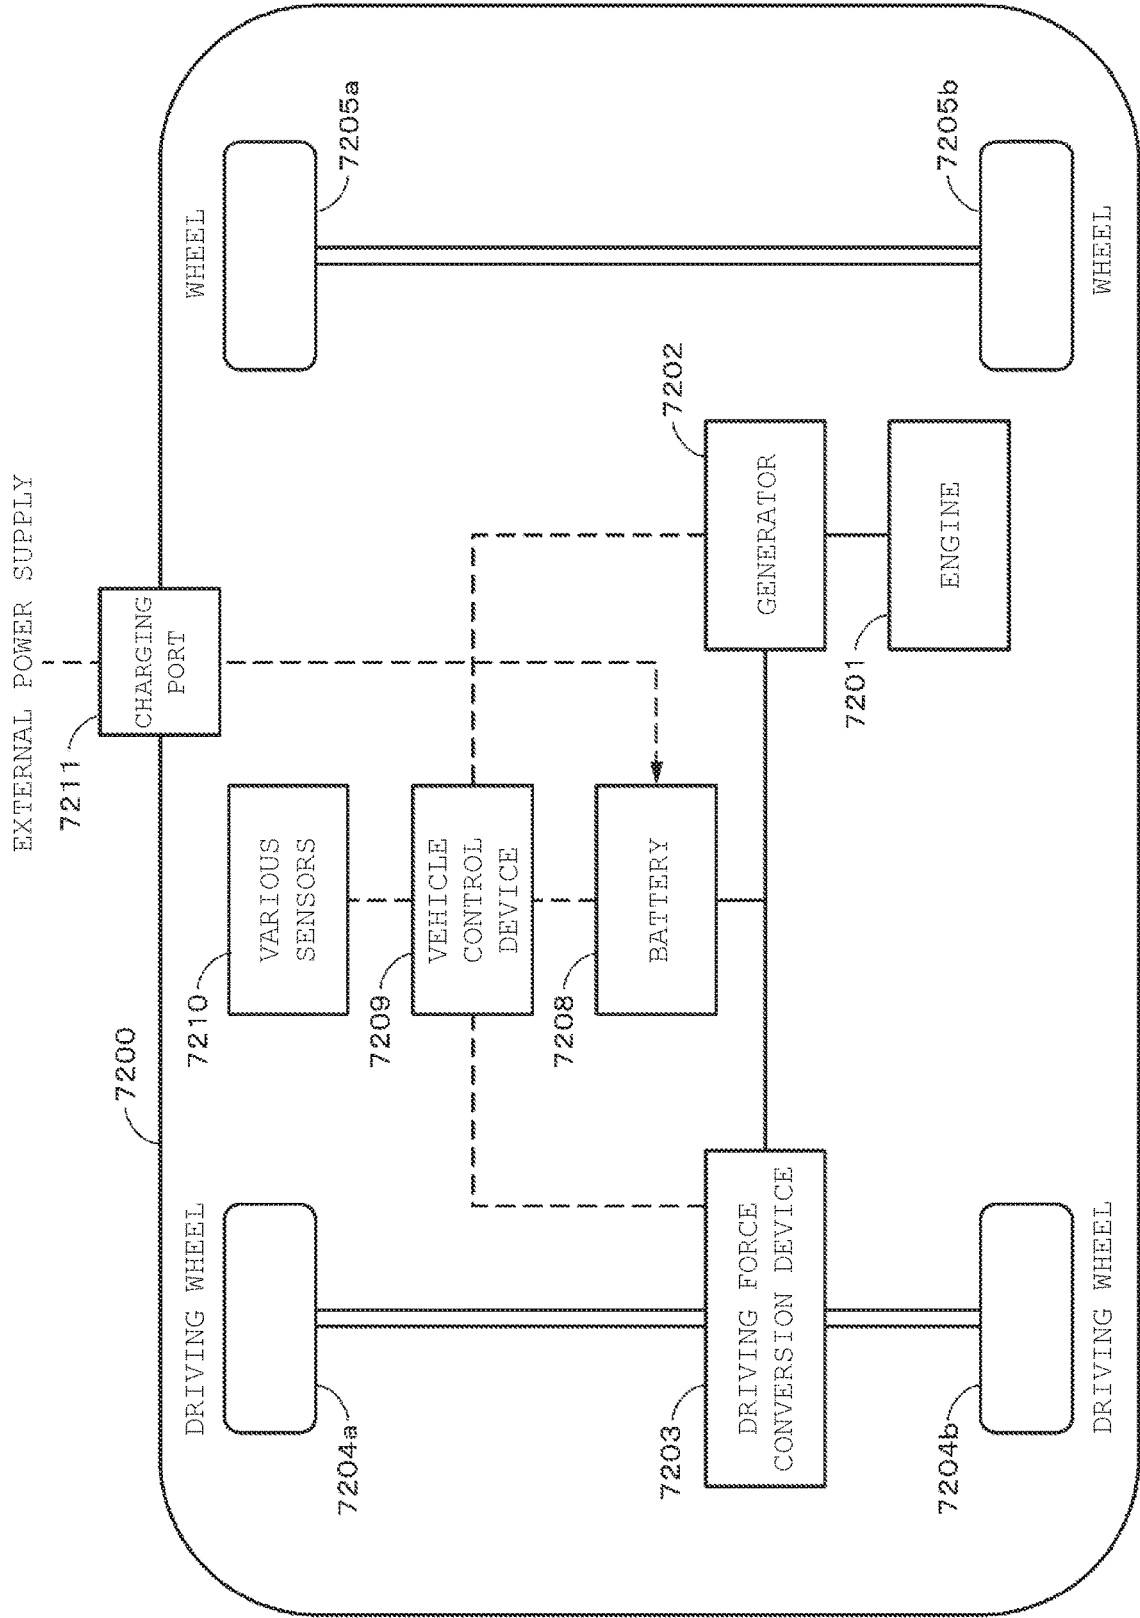 EXTERNAL POWER SUPPLY
7211
CHARGING
PORT
7200
DRIVING WHEEL
WHEEL
7204a
7205a
7210
VARIOUS
SENSORS
7209
VEHICLE
CONTROL
DEVICE
7208
BATTERY
7203
DRIVING FORCE
CONVERSION DEVICE
7202
GENERATOR
7201
ENGINE
7204b
7205b
DRIVING WHEEL
WHEEL